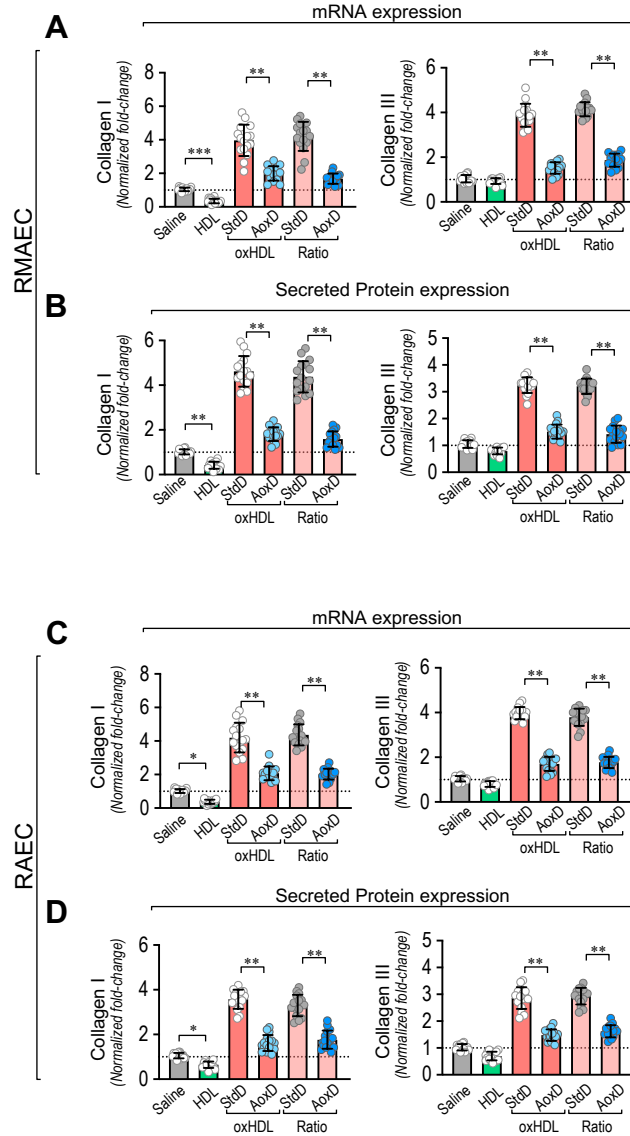 A
mRNA expression
RMAEC
Collagen I
(Normalized fold-change)
8
6
4
2
0
***
**
**
Saline
HDL
StdD
AoxD
StdD
AoxD
oxHDL
Ratio
Collagen III
(Normalized fold-change)
6
4
2
0
**
**
Saline
HDL
StdD
AoxD
StdD
AoxD
oxHDL
Ratio
B
Secreted Protein expression
Collagen I
(Normalized fold-change)
6
4
2
0
**
**
**
Saline
HDL
StdD
AoxD
StdD
AoxD
oxHDL
Ratio
Collagen III
(Normalized fold-change)
5
4
3
2
1
0
**
**
Saline
HDL
StdD
AoxD
StdD
AoxD
oxHDL
Ratio
C
mRNA expression
RAEC
Collagen I
(Normalized fold-change)
8
6
4
2
0
*
**
**
Saline
HDL
StdD
AoxD
StdD
AoxD
oxHDL
Ratio
Collagen III
(Normalized fold-change)
6
4
2
0
**
**
Saline
HDL
StdD
AoxD
StdD
AoxD
oxHDL
Ratio
D
Secreted Protein expression
Collagen I
(Normalized fold-change)
6
4
2
0
*
**
**
Saline
HDL
StdD
AoxD
StdD
AoxD
oxHDL
Ratio
Collagen III
(Normalized fold-change)
5
4
3
2
1
0
**
**
Saline
HDL
StdD
AoxD
StdD
AoxD
oxHDL
Ratio